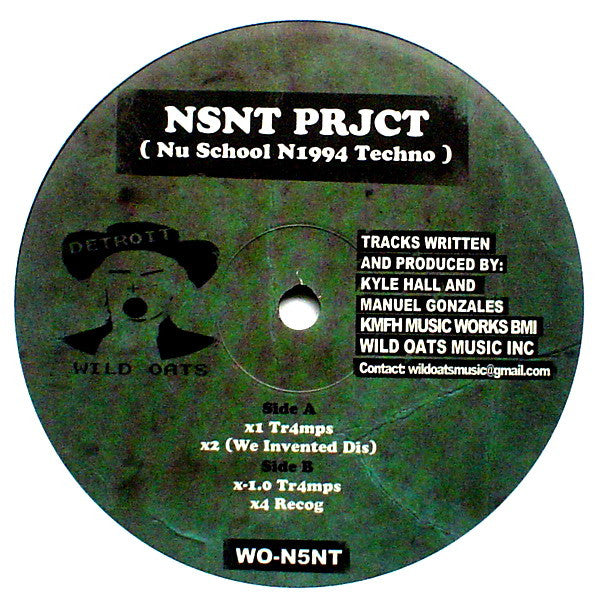 NSNT PRJCT
( Nu School N1994 Techno )
DETROIT
WILD OATS
TRACKS WRITTEN
AND PRODUCED BY:
KYLE HALL AND
MANUEL GONZALES
KMFH MUSIC WORKS BMI
WILD OATS MUSIC INC
Contact: wildoatsmusic@gmail.com
Side A
x1 Tr4mps
x2 (We Invented Dis)
Side B
x-1.0 Tr4mps
x4 Recog
WO-N5NT